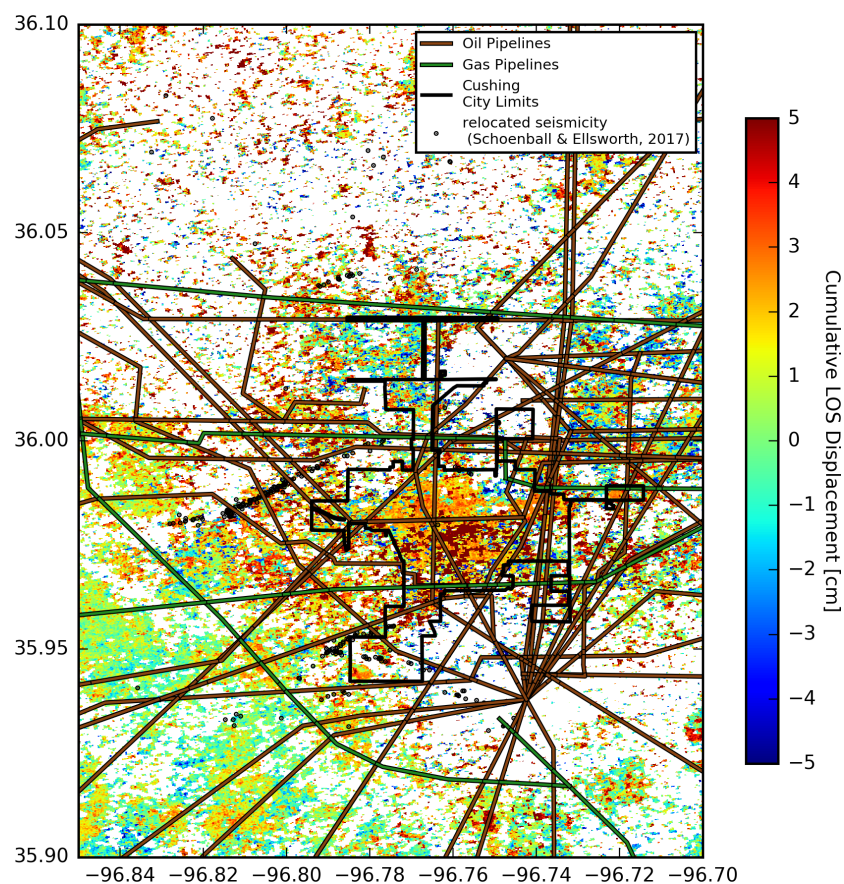 36.10
36.05
36.00
35.95
35.90
Oil Pipelines
Gas Pipelines
Cushing
City Limits
relocated seismicity
(Schoenball & Ellsworth, 2017)
5
4
3
2
1
0
−1
−2
−3
−4
−5
Cumulative LOS Displacement [cm]
−96.84 −96.82 −96.80 −96.78 −96.76 −96.74 −96.72 −96.70